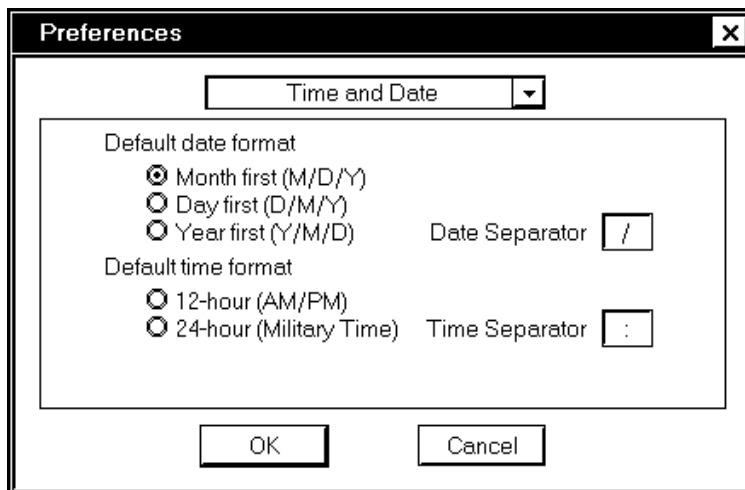 Preferences
Time and Date
Default date format
Month first (M/D/Y)
Day first (D/M/Y)
Year first (Y/M/D) Date Separator /
Default time format
12-hour (AM/PM)
24-hour (Military Time) Time Separator :
OK Cancel